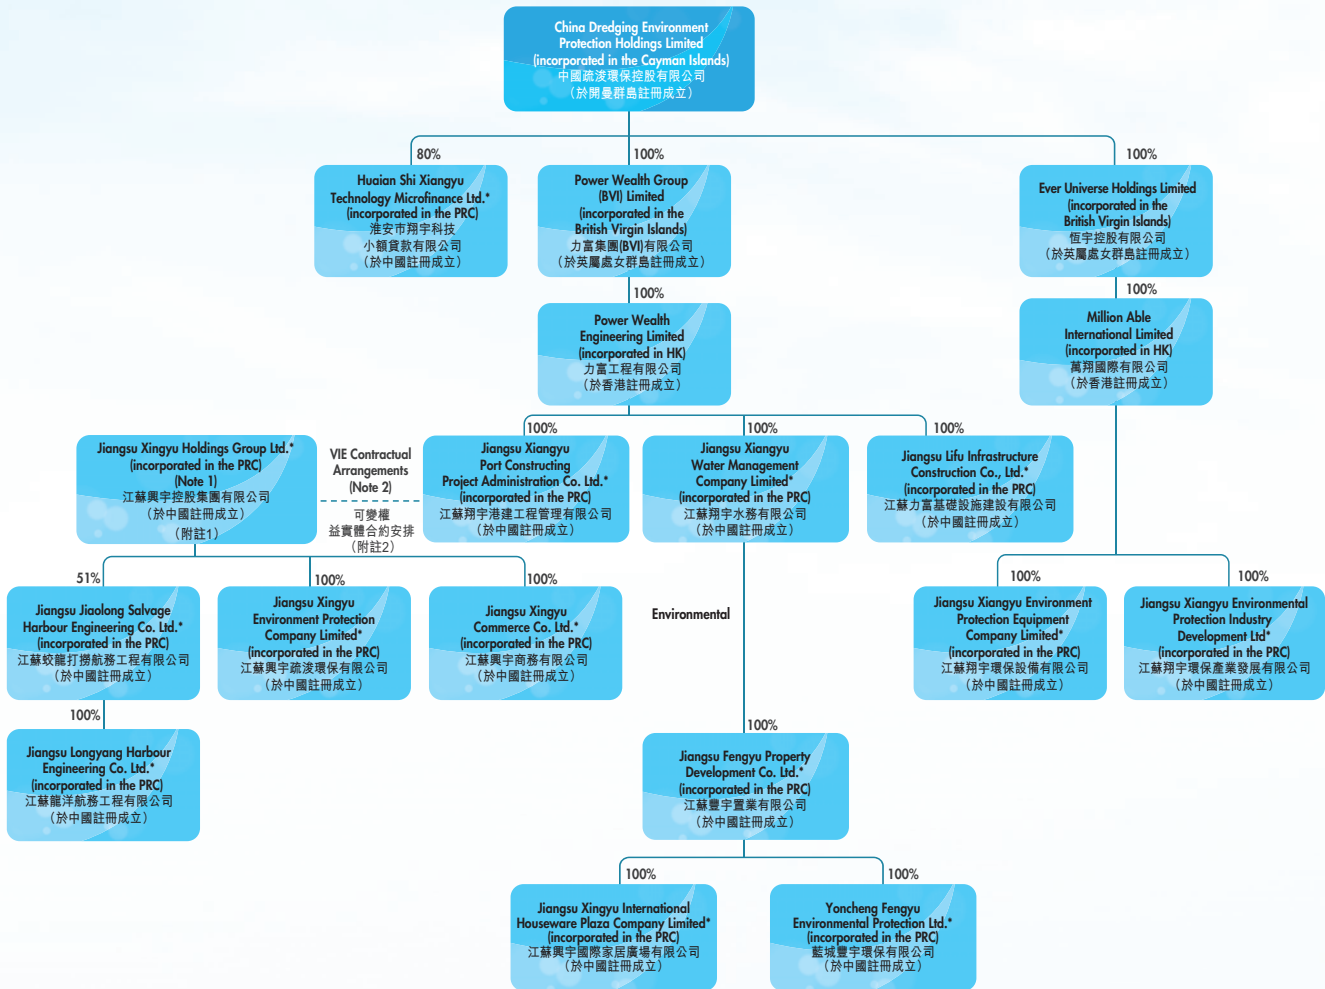 China Dredging Environment
Protection Holdings Limited
(incorporated in the Cayman Islands)
中國疏浚環保控股有限公司
（於開曼群島註冊成立）
80%
100%
100%
Huaian Shi Xiangyu
Technology Microfinance Ltd.*
(incorporated in the PRC)
淮安市翔宇科技
小額貸款有限公司
（於中國註冊成立）
Power Wealth Group
(BVI) Limited
(incorporated in the
British Virgin Islands)
力富集團(BVI)有限公司
（於英屬處女群島註冊成立）
Ever Universe Holdings Limited
(incorporated in the
British Virgin Islands)
恆宇控股有限公司
（於英屬處女群島註冊成立）
100%
100%
Power Wealth
Engineering Limited
(incorporated in HK)
力富工程有限公司
（於香港註冊成立）
Million Able
International Limited
(incorporated in HK)
萬翔國際有限公司
（於香港註冊成立）
Jiangsu Xingyu Holdings Group Ltd.*
(incorporated in the PRC)
(Note 1)
江蘇興宇控股集團有限公司
（於中國註冊成立）
（附註1）
VIE Contractual
Arrangements
(Note 2)
可變權
益實體合約安排
（附註2）
100%
100%
100%
Jiangsu Xiangyu
Port Constructing
Project Administration Co. Ltd.*
(incorporated in the PRC)
江蘇翔宇港建工程管理有限公司
（於中國註冊成立）
Jiangsu Xiangyu
Water Management
Company Limited*
(incorporated in the PRC)
江蘇翔宇水務有限公司
（於中國註冊成立）
Jiangsu Lifu Infrastructure
Construction Co., Ltd.*
(incorporated in the PRC)
江蘇力富基礎設施建設有限公司
（於中國註冊成立）
51%
100%
100%
100%
100%
Jiangsu Jiaolong Salvage
Harbour Engineering Co. Ltd.*
(incorporated in the PRC)
江蘇蛟龍打撈航務工程有限公司
（於中國註冊成立）
Jiangsu Xingyu
Environment Protection
Company Limited*
(incorporated in the PRC)
江蘇興宇疏浚環保有限公司
（於中國註冊成立）
Jiangsu Xingyu
Commerce Co. Ltd.*
(incorporated in the PRC)
江蘇興宇商務有限公司
（於中國註冊成立）
Environmental
Jiangsu Xiangyu Environment
Protection Equipment
Company Limited*
(incorporated in the PRC)
江蘇翔宇環保設備有限公司
（於中國註冊成立）
Jiangsu Xiangyu Environmental
Protection Industry
Development Ltd*
(incorporated in the PRC)
江蘇翔宇環保產業發展有限公司
（於中國註冊成立）
100%
100%
Jiangsu Longyang Harbour
Engineering Co. Ltd.*
(incorporated in the PRC)
江蘇龍洋航務工程有限公司
（於中國註冊成立）
Jiangsu Fengyu Property
Development Co. Ltd.*
(incorporated in the PRC)
江蘇豐宇置業有限公司
（於中國註冊成立）
100%
100%
Jiangsu Xingyu International
Houseware Plaza Company Limited*
(incorporated in the PRC)
江蘇興宇國際家居廣場有限公司
（於中國註冊成立）
Yoncheng Fengyu
Environmental Protection Ltd.*
(incorporated in the PRC)
藍城豐宇環保有限公司
（於中國註冊成立）